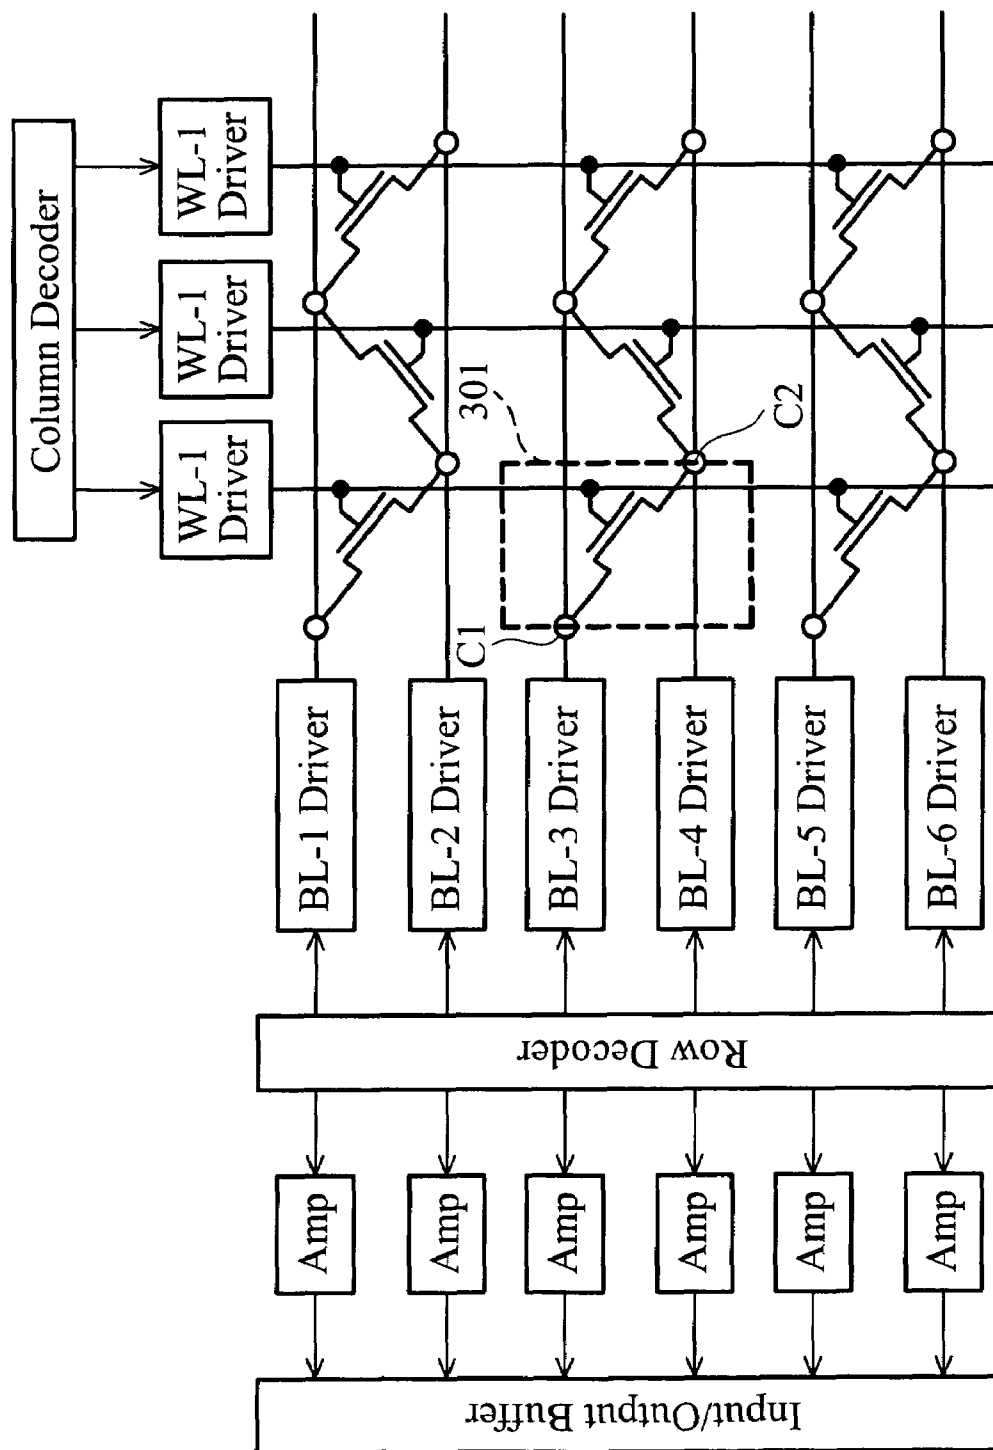 Column Decoder
WL-1
Driver
WL-1
Driver
WL-1
Driver
301
C2
C1
BL-1 Driver
BL-2 Driver
BL-3 Driver
BL-4 Driver
BL-5 Driver
BL-6 Driver
Row Decoder
Amp
Amp
Amp
Amp
Amp
Amp
Input/Output Buffer